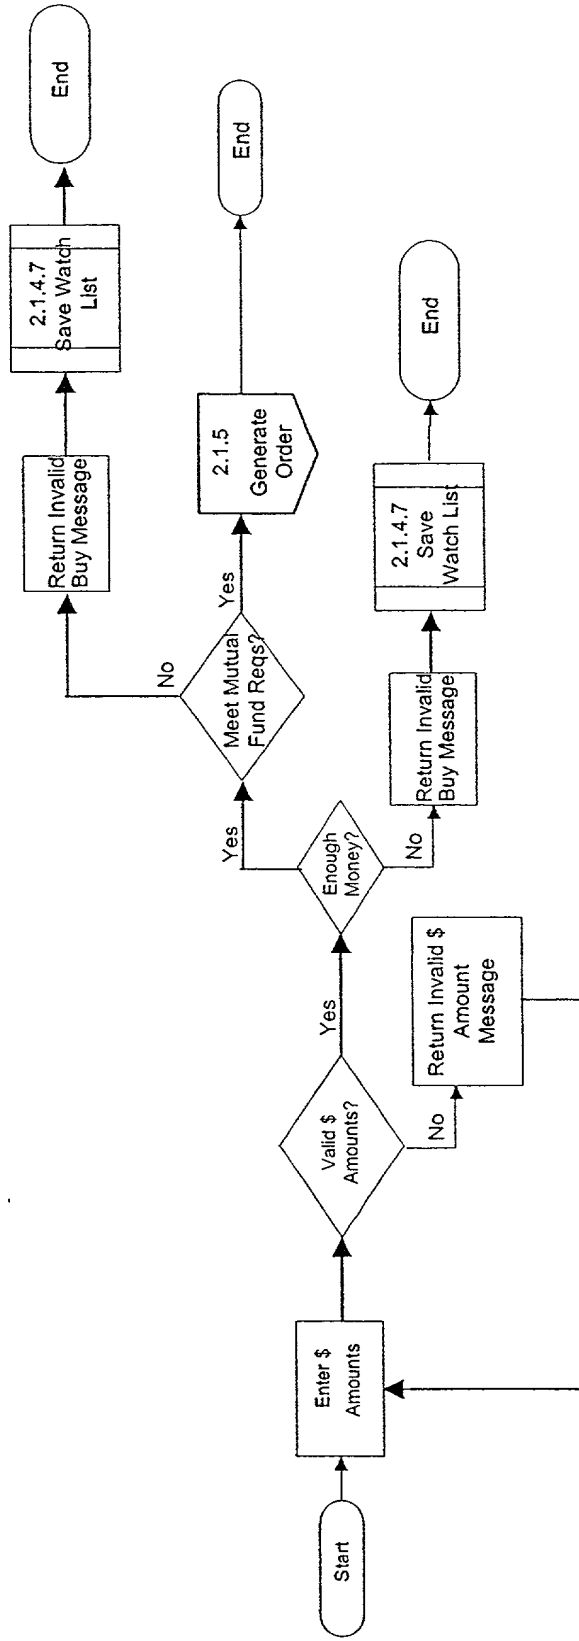 Start
Enter $
Amounts
Valid $
Amounts?
No
Return Invalid $
Amount
Message
Yes
Enough
Money?
No
Return Invalid
Buy Message
2.1.4.7
Save
Watch List
End
Yes
Meet Mutual
Fund Reqs?
Yes
2.1.5
Generate
Order
End
No
Return Invalid
Buy Message
2.1.4.7
Save Watch
List
End